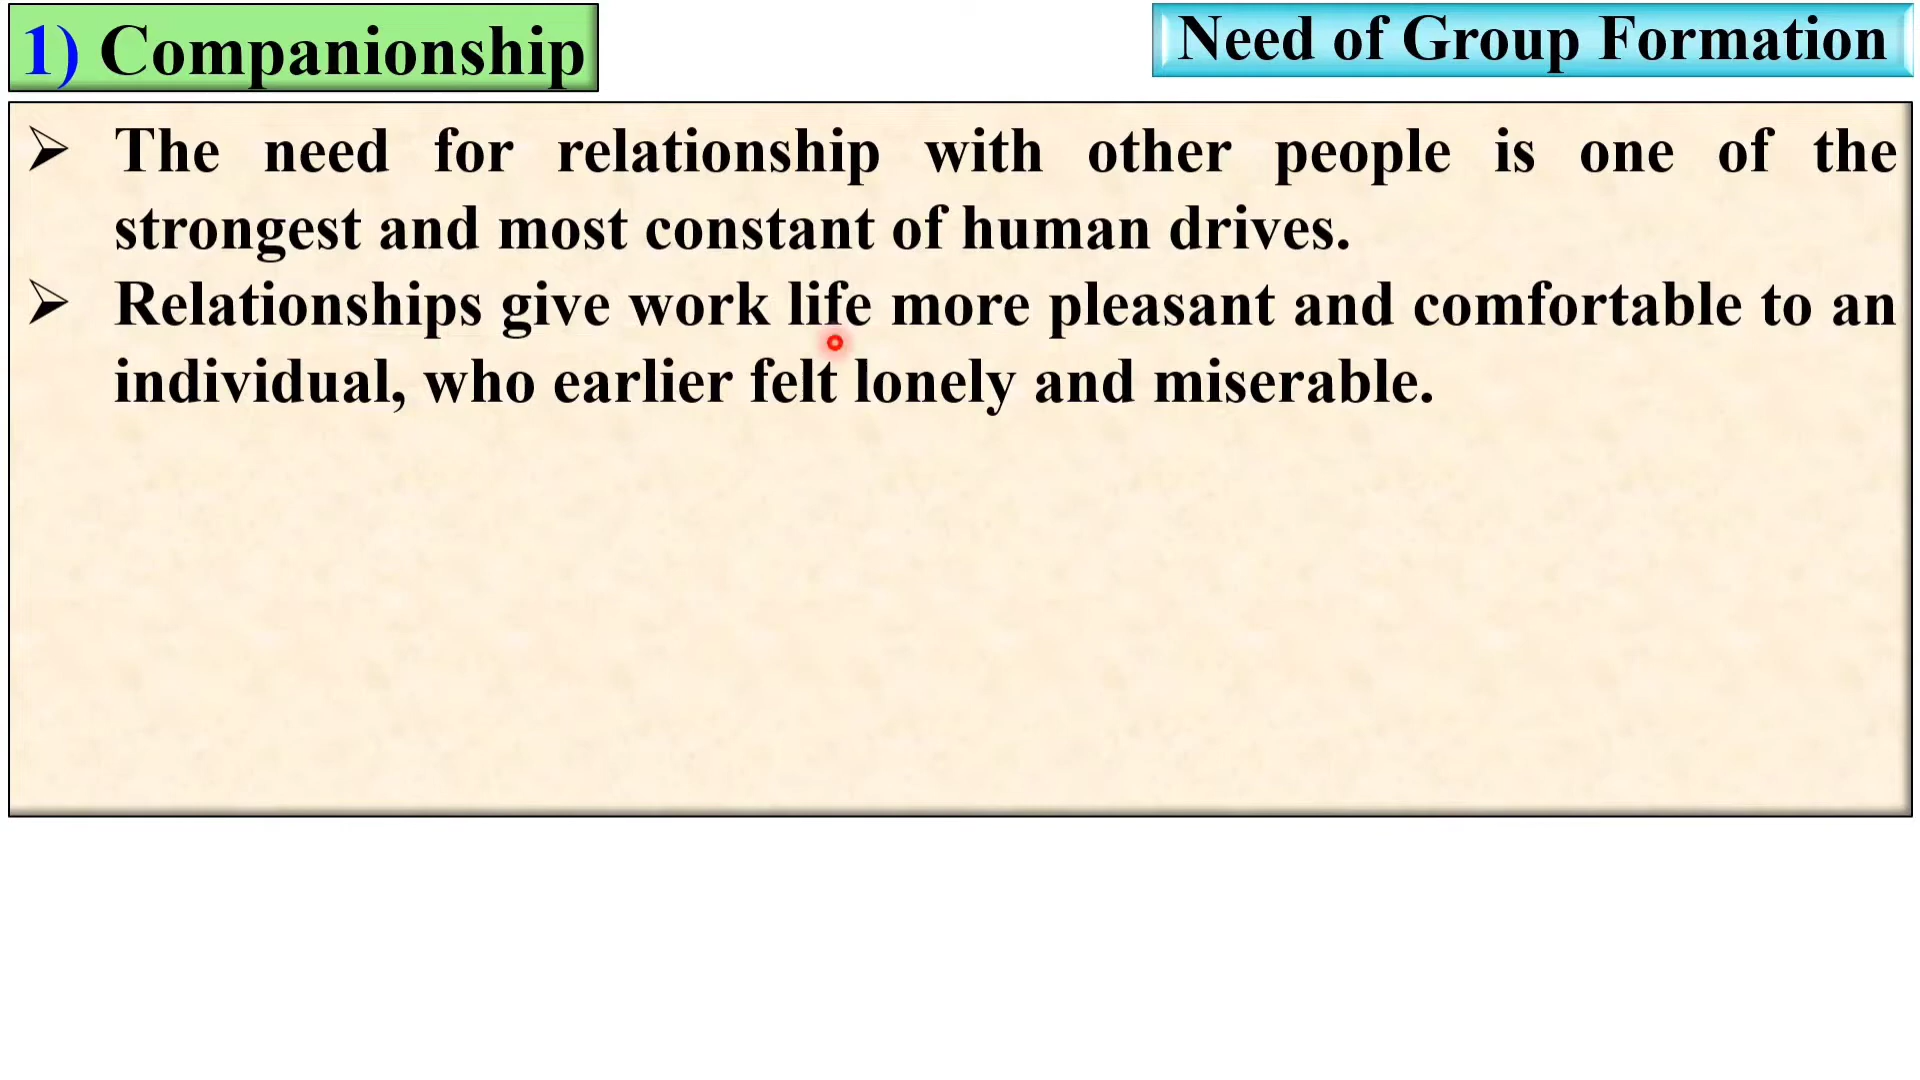 1) Companionship
Need of Group Formation
➢ The need for relationship with other people is one of the
strongest and most constant of human drives.
➢ Relationships give work life more pleasant and comfortable to an
individual, who earlier felt lonely and miserable.